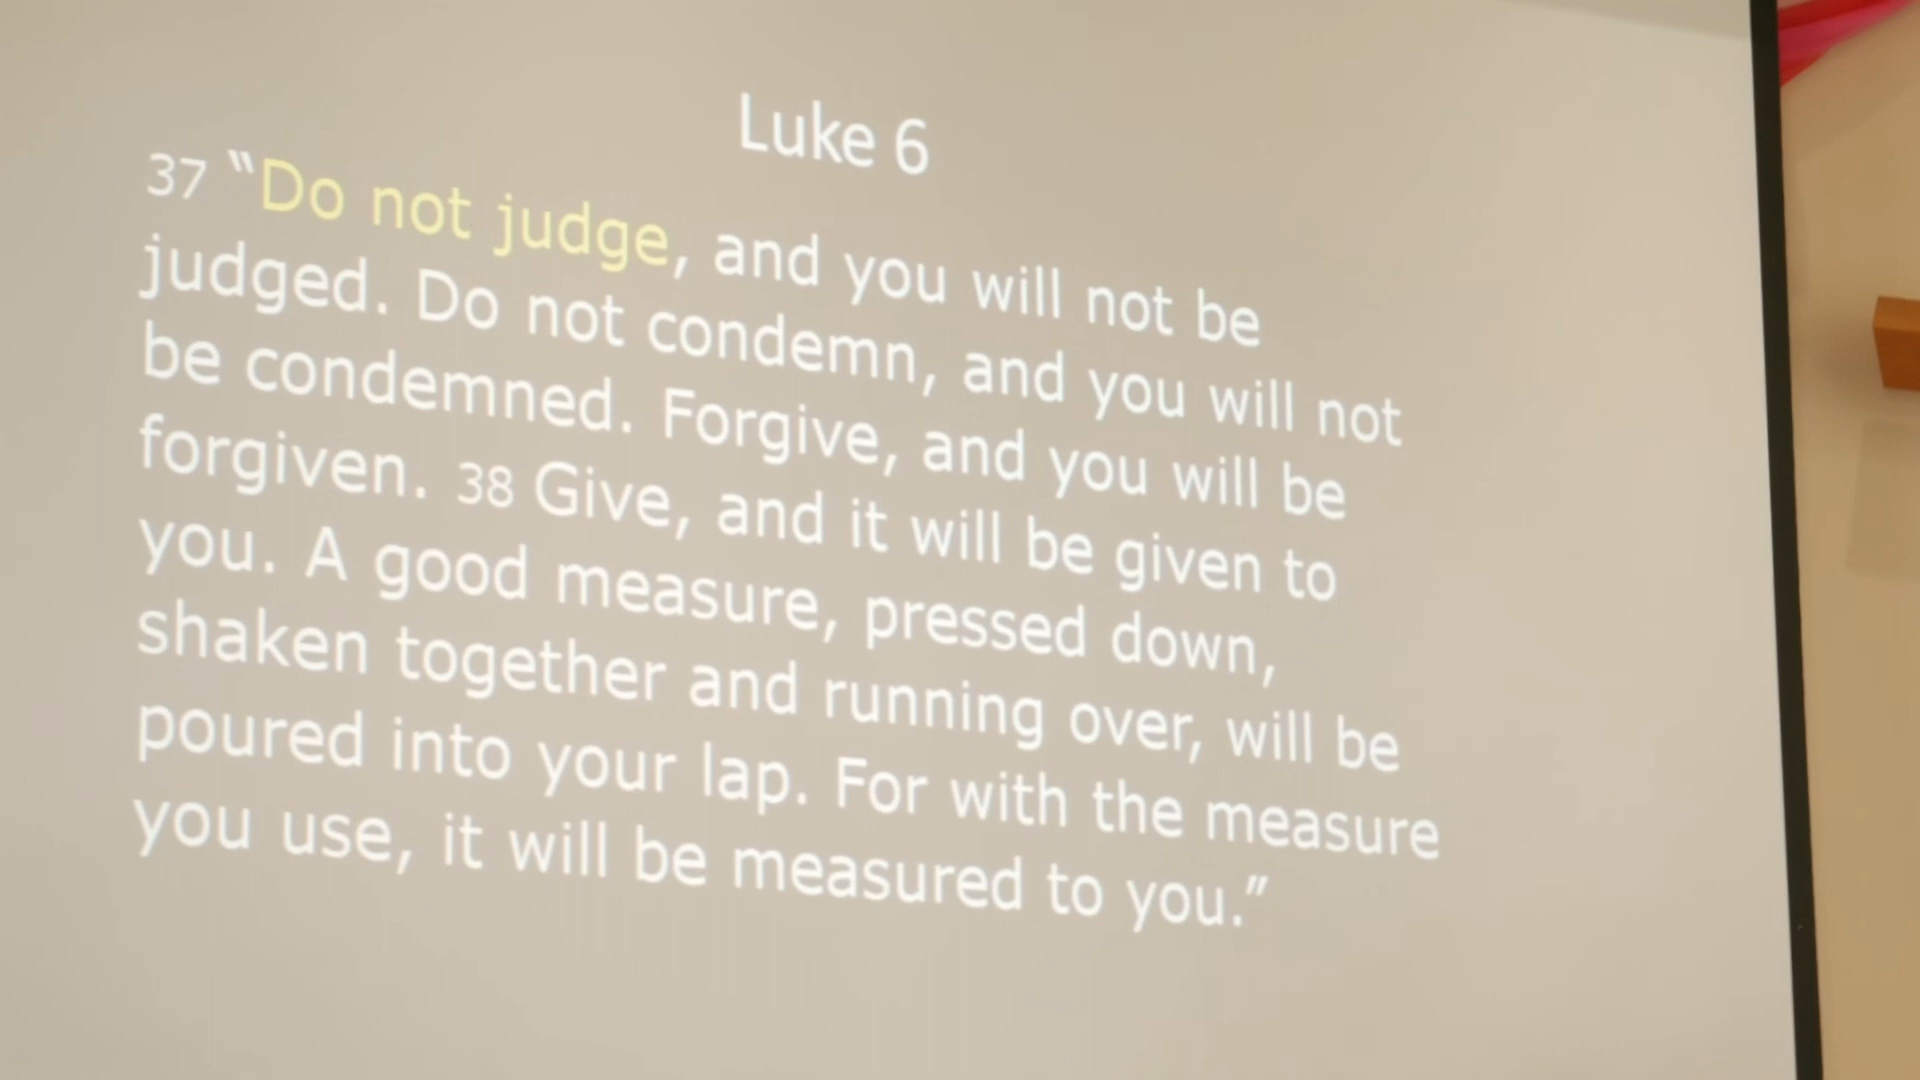 Luke 6
37 “Do not judge, and you will not be
judged. Do not condemn, and you will not
be condemned. Forgive, and you will be
forgiven. 38 Give, and it will be given to
you. A good measure, pressed down,
shaken together and running over, will be
poured into your lap. For with the measure
you use, it will be measured to you.”